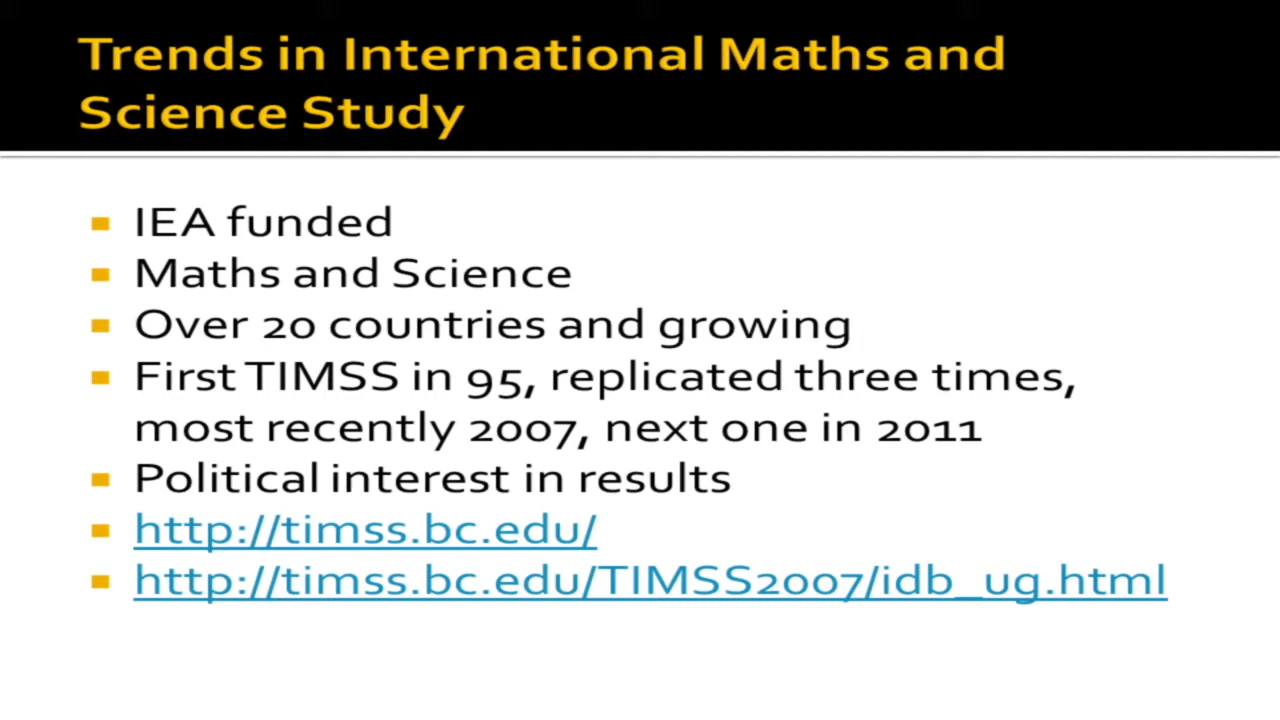 Trends in International Maths and
Science Study
IEA funded
Maths and Science
Over 20 countries and growing
First TIMSS in 95, replicated three times,
most recently 2007, next one in 2011
Political interest in results
http://timss.bc.edu/
http://timss.bc.edu/TIMSS2007/idb_ug.html